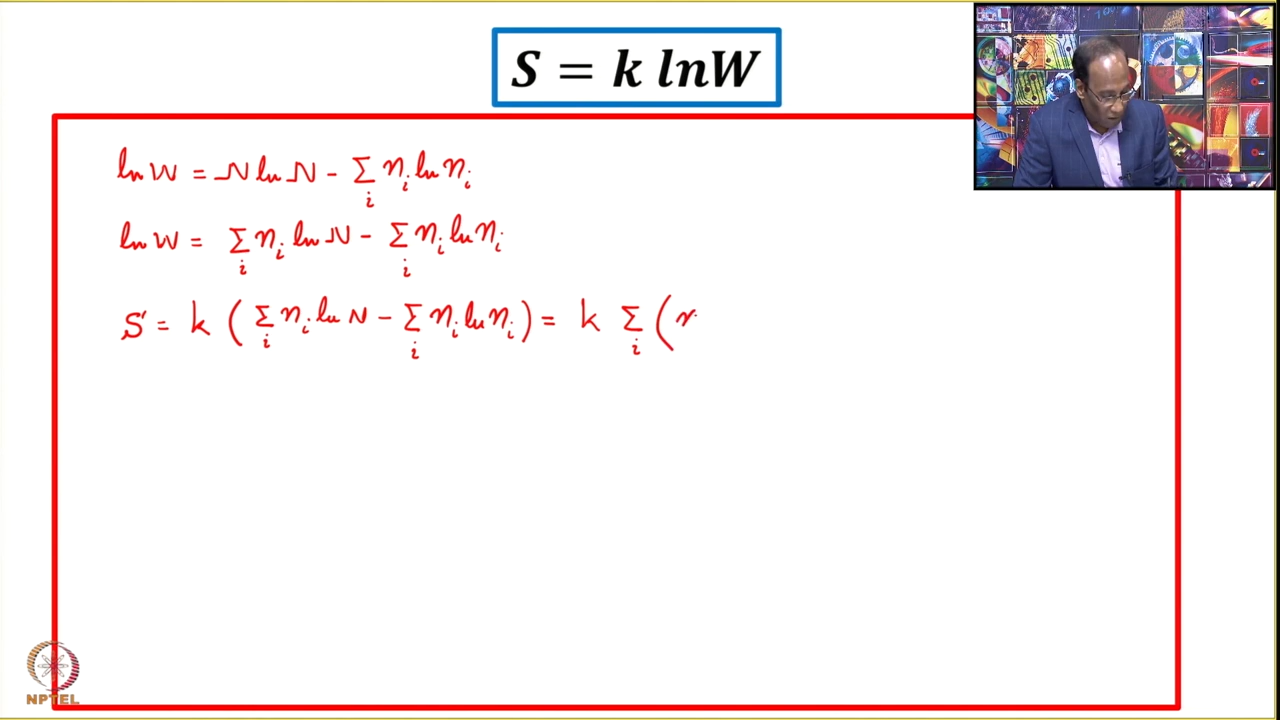 S = k lnW
ln W = N ln N - Σ_i n_i ln n_i
ln W = Σ_i n_i ln N - Σ_i n_i ln n_i
S = k ( Σ_i n_i ln N - Σ_i n_i ln n_i ) = k Σ_i (
NPTEL